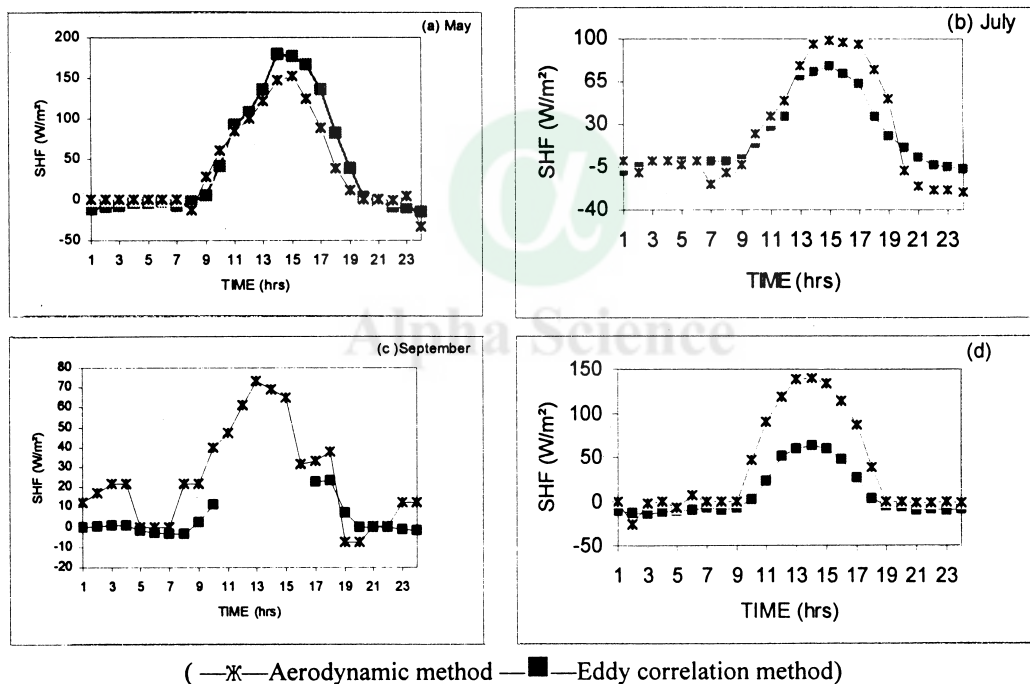 (a) May
SHF (W/m²)
200
150
100
50
0
-50
1 3 5 7 9 11 13 15 17 19 21 23
TIME (hrs)
(b) July
SHF (W/m²)
100
65
30
-5
-40
1 3 5 7 9 11 13 15 17 19 21 23
TIME (hrs)
α
Alpha Science
(c )September
SHF (W/m²)
80
70
60
50
40
30
20
10
0
-10
-20
1 3 5 7 9 11 13 15 17 19 21 23
TIME (hrs)
(d)
SHF (W/m²)
150
100
50
0
-50
1 3 5 7 9 11 13 15 17 19 21 23
TIME (hrs)
( —ж—Aerodynamic method —■—Eddy correlation method)